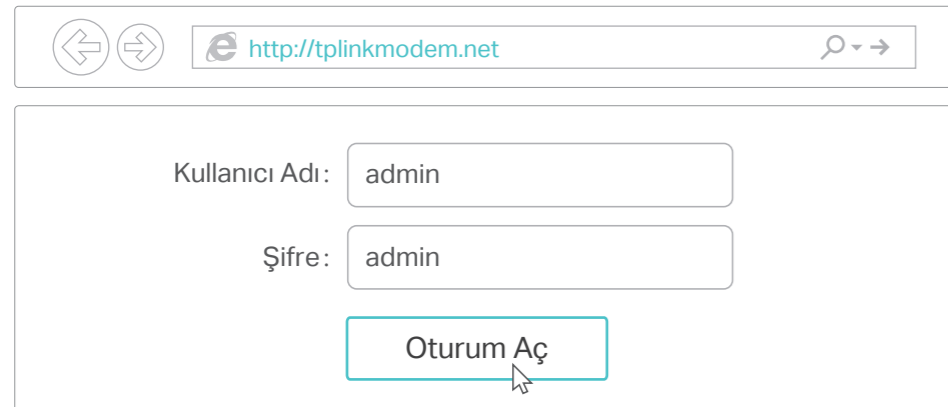 http://tplinkmodem.net
Kullanıcı Adı: admin
Şifre: admin
Oturum Aç